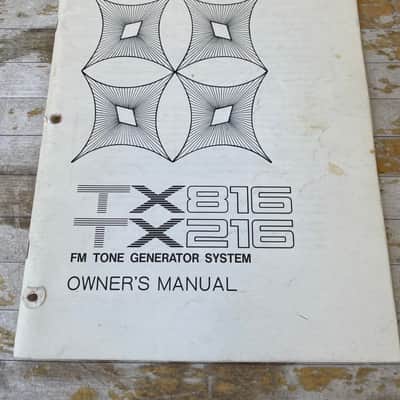 TX816
TX216
FM TONE GENERATOR SYSTEM
OWNER'S MANUAL